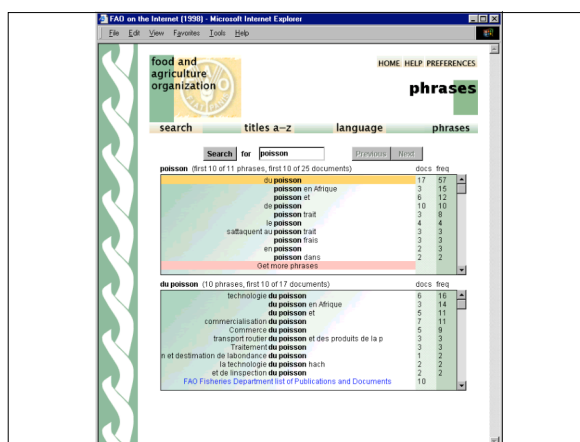 FAO on the Internet (1998) - Microsoft Internet Explorer
File Edit View Favorites Tools Help
food and
agriculture
organization
HOME HELP PREFERENCES
phrases
search titles a–z language phrases
Search for poisson Previous Next
poisson (first 10 of 11 phrases, first 10 of 25 documents) docs freq
du poisson 17 57
poisson en Afrique 3 15
poisson et 6 12
de poisson 10 10
poisson trait 3 8
le poisson 4 4
sattaquent au poisson trait 3 3
poisson frais 3 3
en poisson 2 3
poisson dans 2 2
Get more phrases
du poisson (10 phrases, first 10 of 17 documents) docs freq
technologie du poisson 6 16
du poisson en Afrique 3 14
du poisson et 5 11
commercialisation du poisson 7 11
Commerce du poisson 5 9
transport routier du poisson et des produits de la p 3 3
Traitement du poisson 3 3
n et destimation de labondance du poisson 1 2
la technologie du poisson hach 2 2
et de linspection du poisson 2 2
FAO Fisheries Department list of Publications and Documents 10